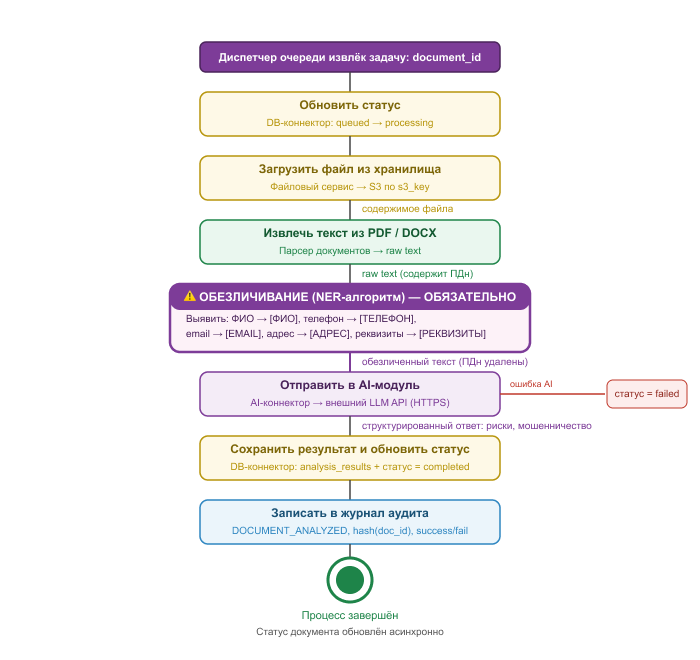 Диспетчер очереди извлёк задачу: document_id
Обновить статус
DB-коннектор: queued → processing
Загрузить файл из хранилища
Файловый сервис → S3 по s3_key
содержимое файла
Извлечь текст из PDF / DOCX
Парсер документов → raw text
raw text (содержит ПДн)
⚠ ОБЕЗЛИЧИВАНИЕ (NER-алгоритм) — ОБЯЗАТЕЛЬНО
Выявить: ФИО → [ФИО], телефон → [ТЕЛЕФОН],
email → [EMAIL], адрес → [АДРЕС], реквизиты → [РЕКВИЗИТЫ]
обезличенный текст (ПДн удалены)
Отправить в AI-модуль
AI-коннектор → внешний LLM API (HTTPS)
ошибка AI
статус = failed
структурированный ответ: риски, мошенничество
Сохранить результат и обновить статус
DB-коннектор: analysis_results + статус = completed
Записать в журнал аудита
DOCUMENT_ANALYZED, hash(doc_id), success/fail
Процесс завершён
Статус документа обновлён асинхронно